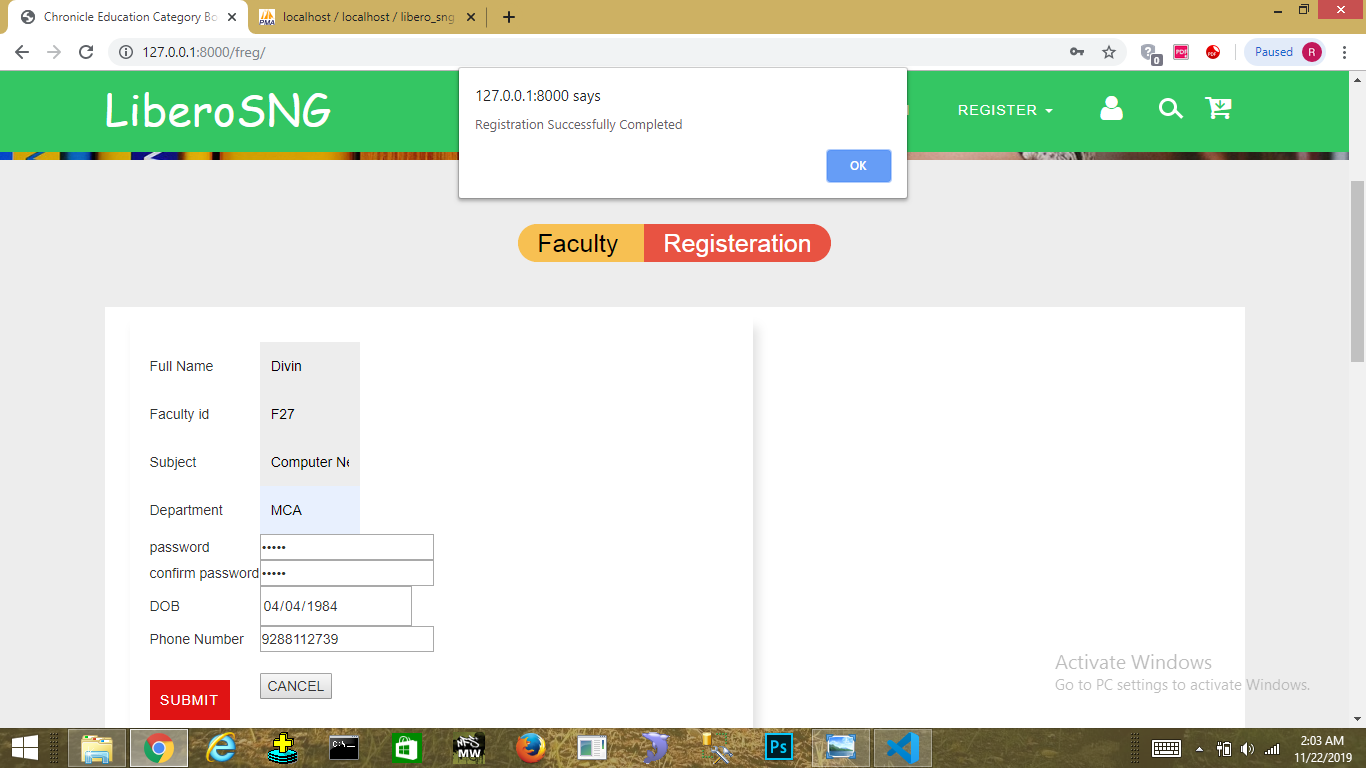 Chronicle Education Category Bo
localhost / localhost / libero_sng
127.0.0.1:8000/freg/
0
PDF
PDF
Paused
R
LiberoSNG
REGISTER
127.0.0.1:8000 says
Registration Successfully Completed
OK
Faculty Registeration
Full Name Divin
Faculty id F27
Subject Computer Ne
Department MCA
password •••••
confirm password •••••
DOB 04/04/1984
Phone Number 9288112739
SUBMIT
CANCEL
Activate Windows
Go to PC settings to activate Windows.
C:\_
NFS
MW
Ps
2:03 AM
11/22/2019